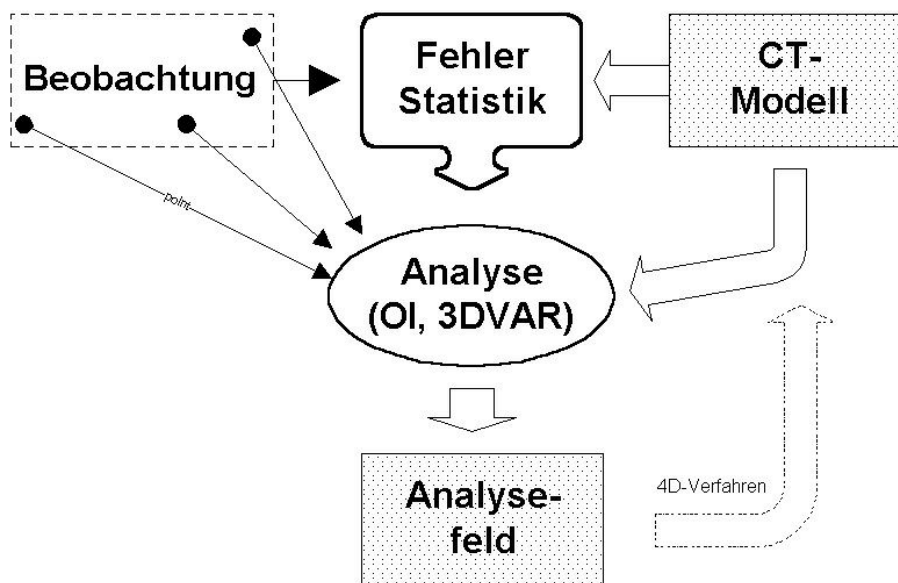 Beobachtung
Fehler
Statistik
CT-
Modell
point
Analyse
(OI, 3DVAR)
Analyse-
feld
4D-Verfahren